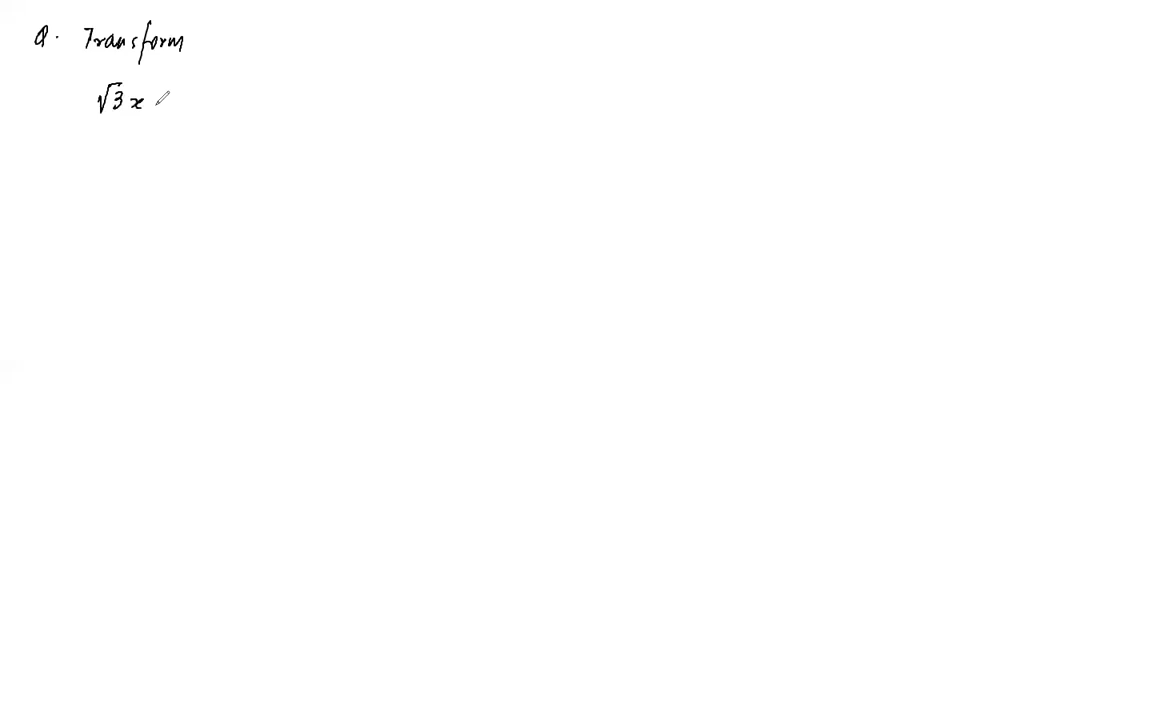 Q. Transform
√3 x